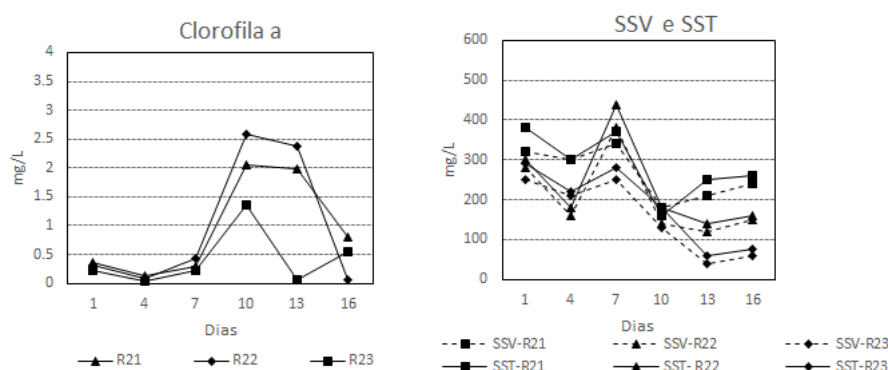 Clorofila a
4
3.5
3
2.5
2
1.5
1
0.5
0
mg/L
1 4 7 10 13 16
Dias
R21 R22 R23
SSV e SST
600
500
400
300
200
100
0
mg/L
1 4 7 10 13 16
Dias
SSV-R21 SSV-R22 SSV-R23
SST-R21 SST- R22 SST-R23